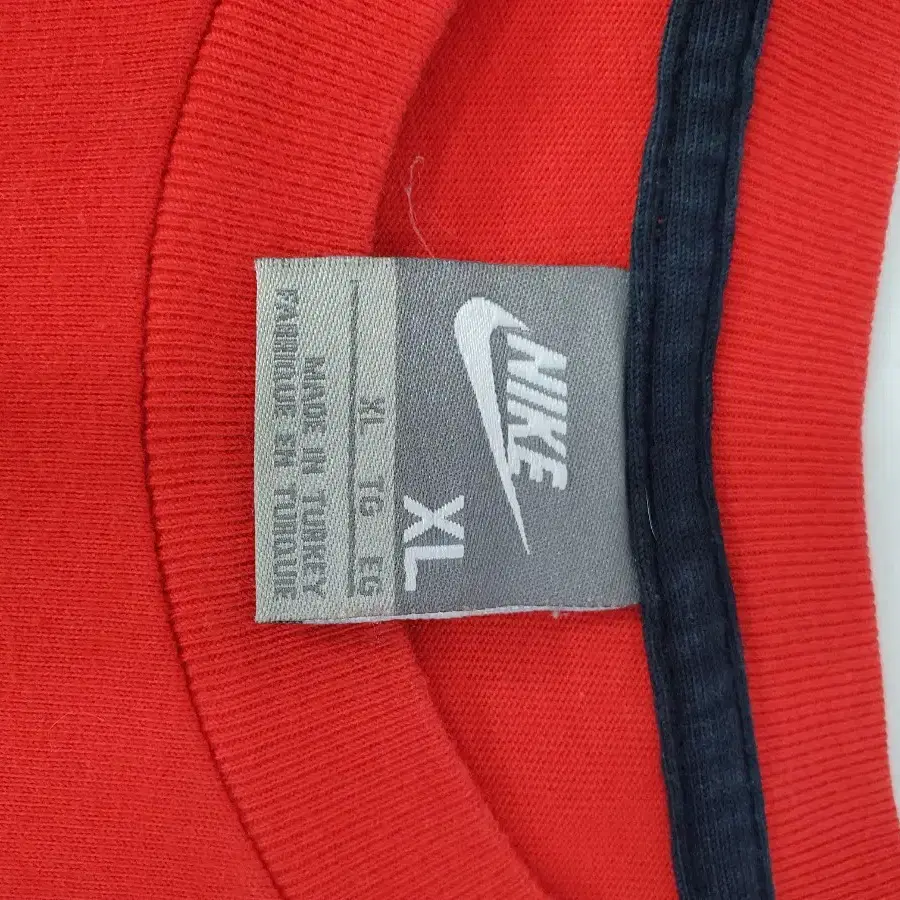 NIKE
XL
XL TG EG
MADE IN TURKEY
FABRIQUE EN TURQUIE